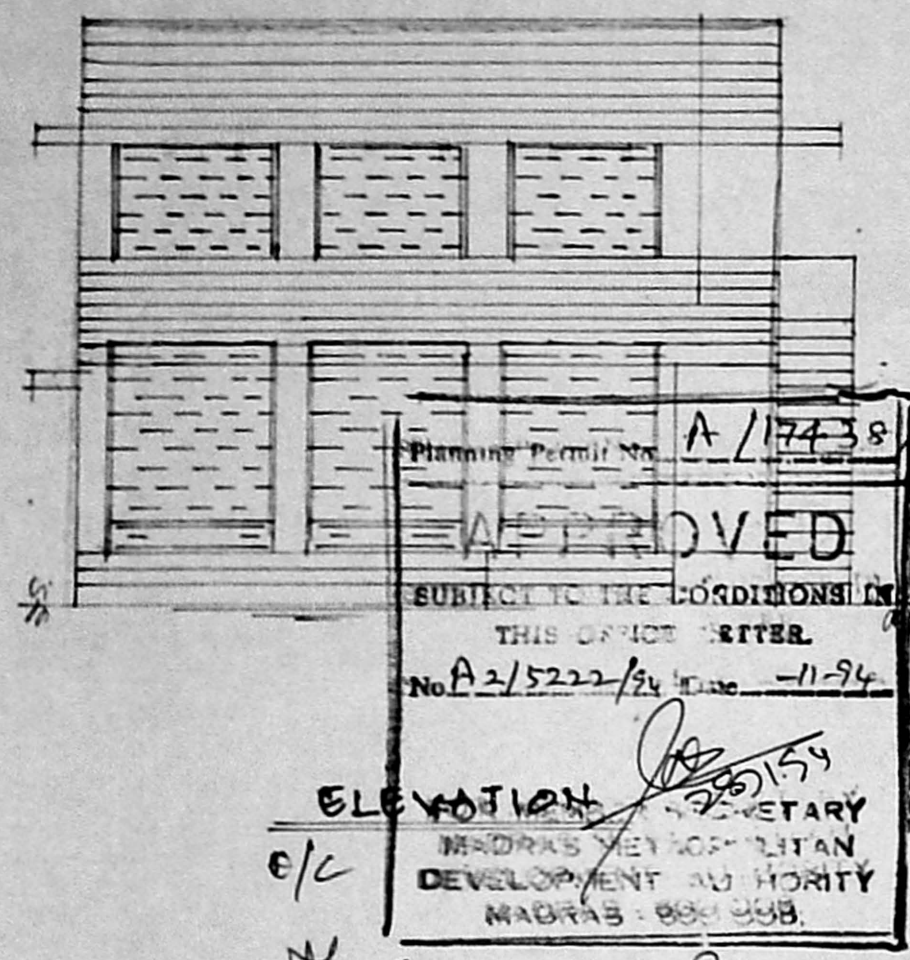 Planning Permit No A/17438
APPROVED
SUBJECT TO THE CONDITIONS IN
THIS OFFICE LETTER
No A2/5222/94 Date -11-94
ELEVATION
SECRETARY
MADRAS METROPOLITAN
DEVELOPMENT AUTHORITY
MADRAS